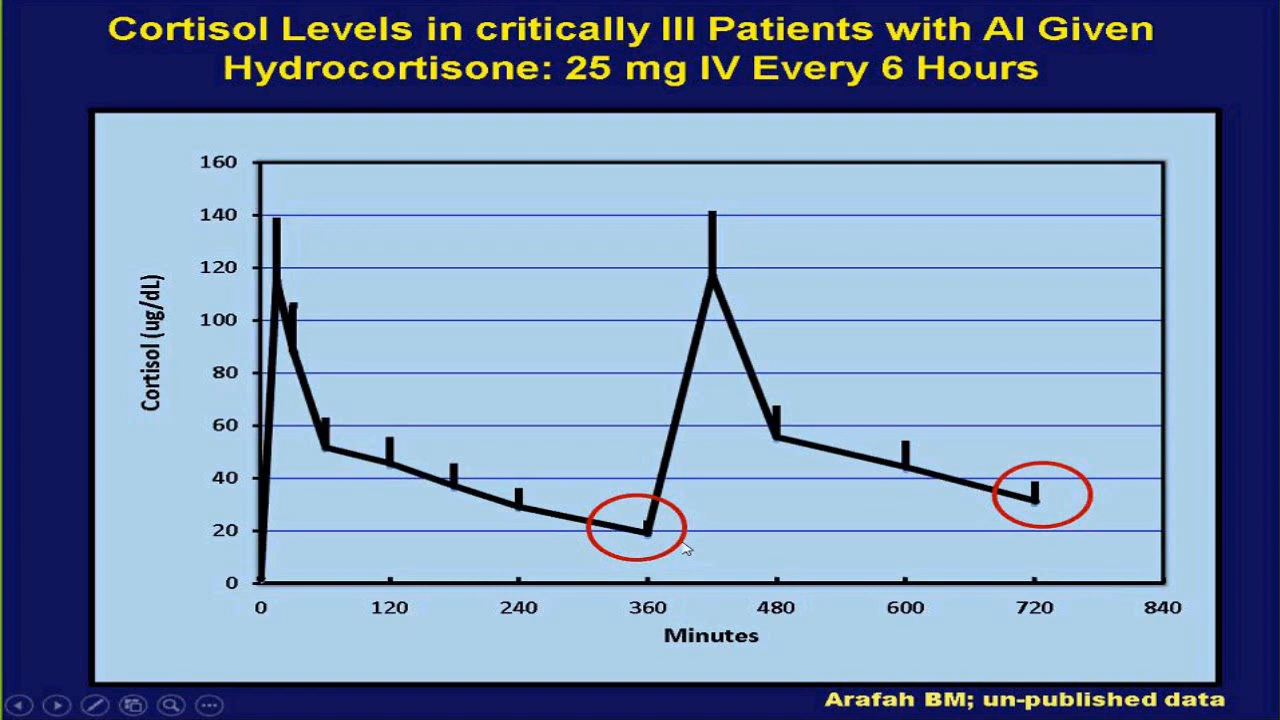 Cortisol Levels in critically III Patients with AI Given
Hydrocortisone: 25 mg IV Every 6 Hours
160
140
120
100
80
60
40
20
0
Cortisol (ug/dL)
0 120 240 360 480 600 720 840
Minutes
Arafah BM; un-published data